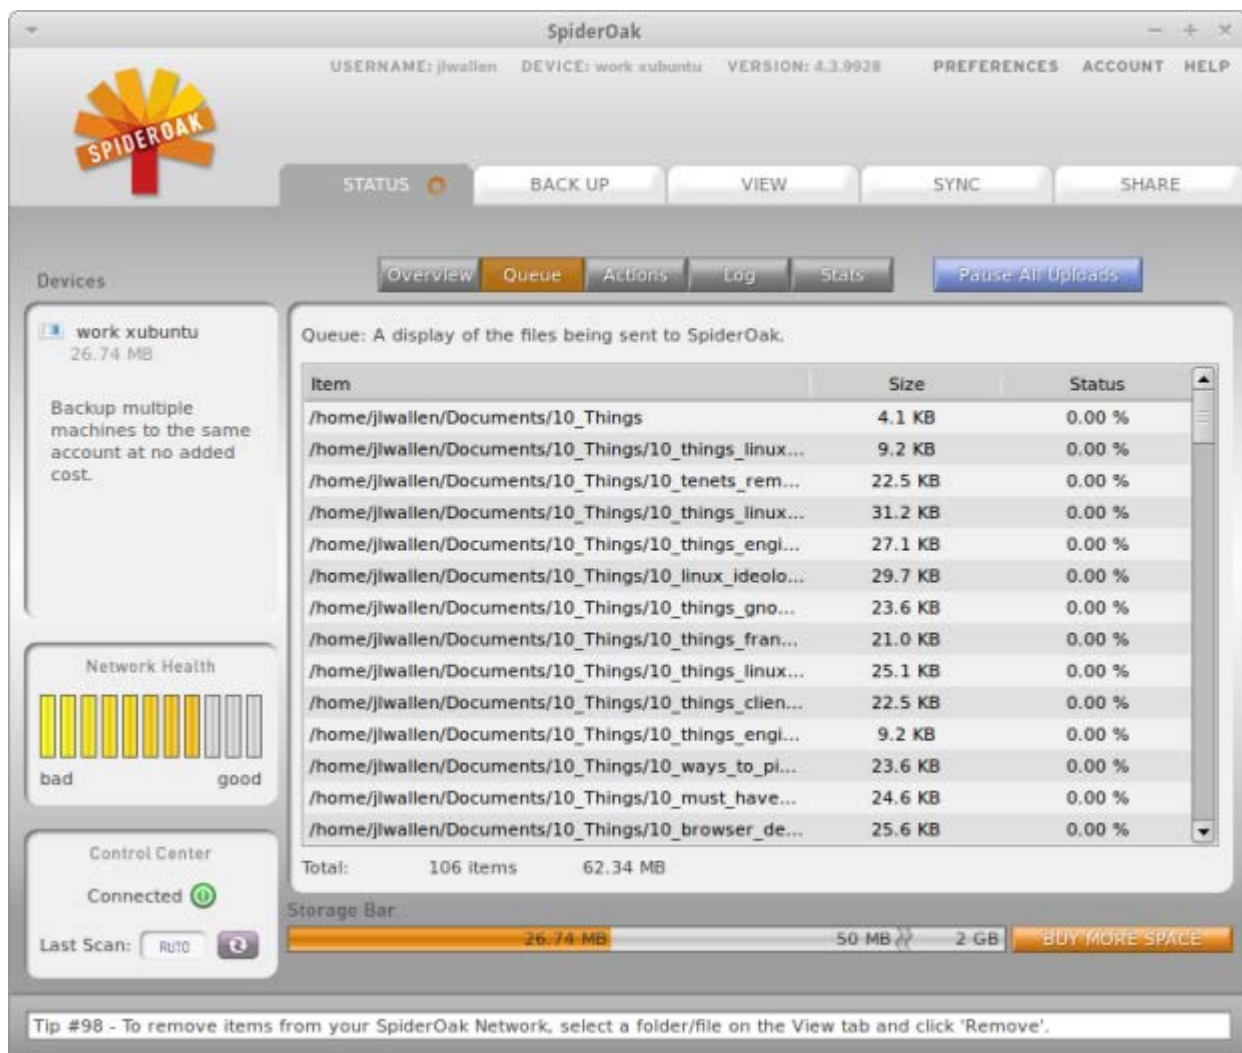 SpiderOak
USERNAME: jlwallen DEVICE: work xubuntu VERSION: 4.3.9928 PREFERENCES ACCOUNT HELP
SPIDEROAK
STATUS BACK UP VIEW SYNC SHARE
Overview Queue Actions Log Stats Pause All Uploads
Devices
work xubuntu
26.74 MB
Backup multiple
machines to the same
account at no added
cost.
Queue: A display of the files being sent to SpiderOak.
Item Size Status
/home/jlwallen/Documents/10_Things 4.1 KB 0.00 %
/home/jlwallen/Documents/10_Things/10_things_linux... 9.2 KB 0.00 %
/home/jlwallen/Documents/10_Things/10_tenets_rem... 22.5 KB 0.00 %
/home/jlwallen/Documents/10_Things/10_things_linux... 31.2 KB 0.00 %
/home/jlwallen/Documents/10_Things/10_things_engi... 27.1 KB 0.00 %
/home/jlwallen/Documents/10_Things/10_linux_ideolo... 29.7 KB 0.00 %
/home/jlwallen/Documents/10_Things/10_things_gno... 23.6 KB 0.00 %
/home/jlwallen/Documents/10_Things/10_things_fran... 21.0 KB 0.00 %
/home/jlwallen/Documents/10_Things/10_things_linux... 25.1 KB 0.00 %
/home/jlwallen/Documents/10_Things/10_things_clien... 22.5 KB 0.00 %
/home/jlwallen/Documents/10_Things/10_things_engi... 9.2 KB 0.00 %
/home/jlwallen/Documents/10_Things/10_ways_to_pi... 23.6 KB 0.00 %
/home/jlwallen/Documents/10_Things/10_must_have... 24.6 KB 0.00 %
/home/jlwallen/Documents/10_Things/10_browser_de... 25.6 KB 0.00 %
Total: 106 items 62.34 MB
Network Health
bad good
Control Center
Connected
Last Scan: AUTO
Storage Bar
26.74 MB 50 MB 2 GB BUY MORE SPACE
Tip #98 - To remove items from your SpiderOak Network, select a folder/file on the View tab and click 'Remove'.